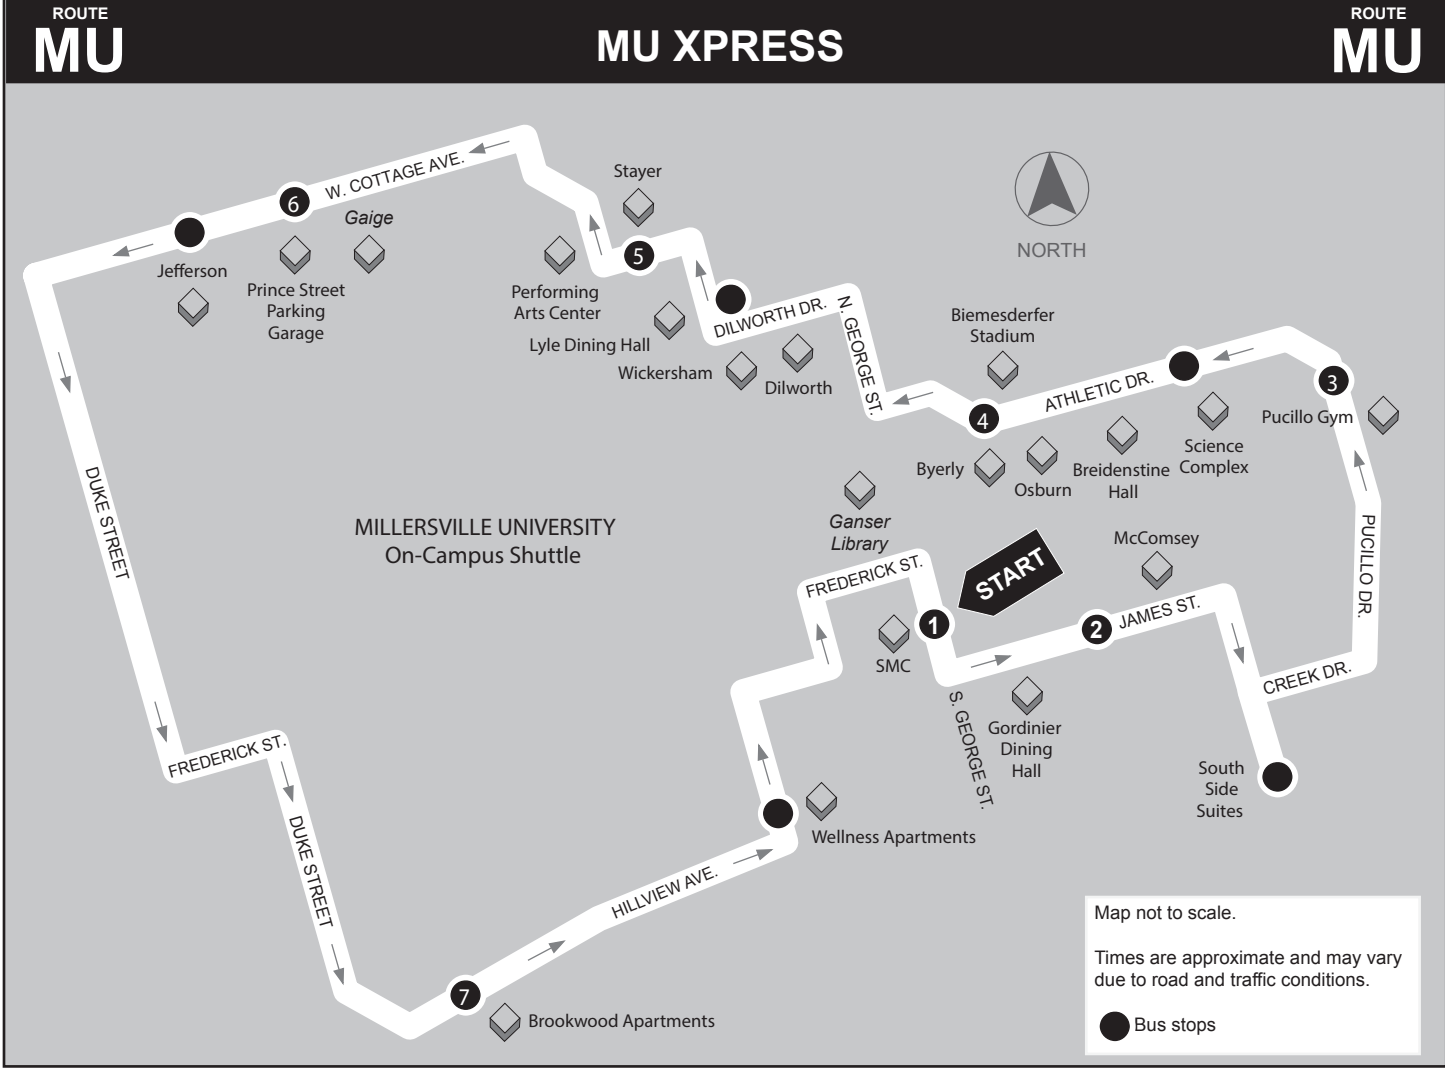 ROUTE
MU
MU XPRESS
ROUTE
MU
Stayer
W. COTTAGE AVE.
6
Gaige
NORTH
5
Jefferson
Prince Street
Parking
Garage
Performing
Arts Center
DILWORTH DR.
N. GEORGE ST.
Lyle Dining Hall
Wickersham
Dilworth
Biemesderfer
Stadium
ATHLETIC DR.
3
4
Pucillo Gym
Byerly
Osburn
Breidenstine
Hall
Science
Complex
DUKE STREET
MILLERSVILLE UNIVERSITY
On-Campus Shuttle
Ganser
Library
START
McComsey
PUCILLO DR.
FREDERICK ST.
1
2
JAMES ST.
SMC
CREEK DR.
S. GEORGE ST.
Gordinier
Dining
Hall
FREDERICK ST.
South
Side
Suites
DUKE STREET
Wellness Apartments
HILLVIEW AVE.
7
Brookwood Apartments
Map not to scale.
Times are approximate and may vary
due to road and traffic conditions.
Bus stops